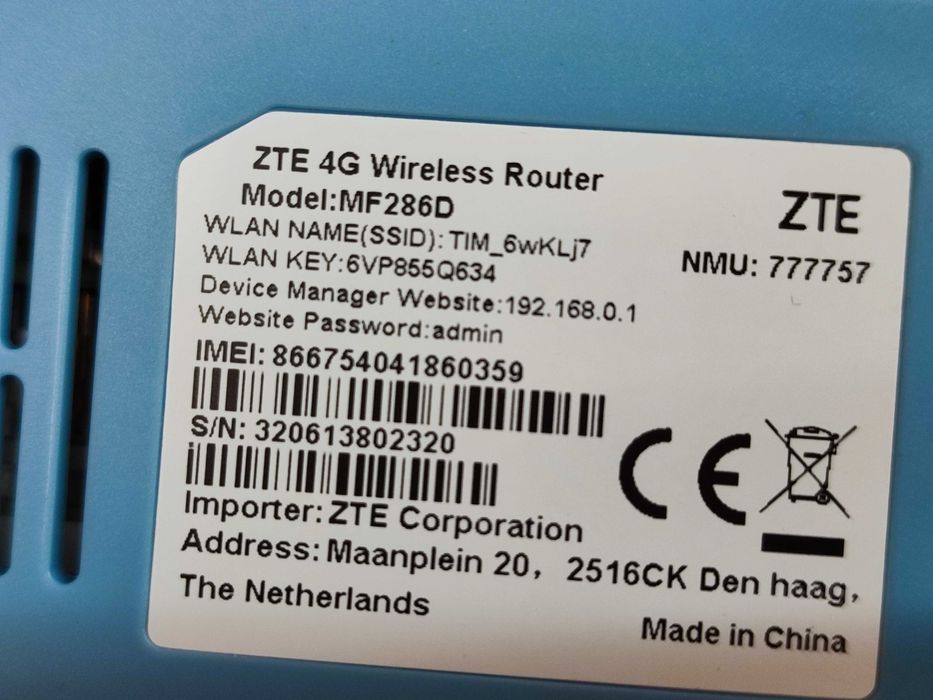 ZTE 4G Wireless Router
Model:MF286D
ZTE
WLAN NAME(SSID): TIM_6wKLj7
NMU: 777757
WLAN KEY:6VP855Q634
Device Manager Website:192.168.0.1
Website Password:admin
IMEI: 866754041860359
S/N: 320613802320
CE
Importer: ZTE Corporation
Address: Maanplein 20, 2516CK Den haag,
The Netherlands
Made in China